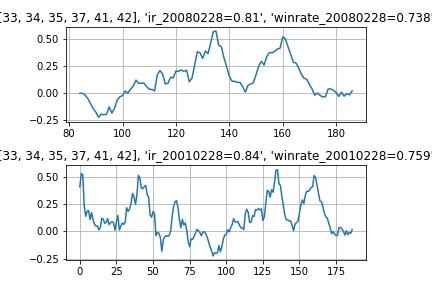 [33, 34, 35, 37, 41, 42], 'ir_20080228=0.81', 'winrate_20080228=0.738'
0.50
0.25
0.00
−0.25
80 100 120 140 160 180
[33, 34, 35, 37, 41, 42], 'ir_20010228=0.84', 'winrate_20010228=0.759'
0.50
0.25
0.00
−0.25
0 25 50 75 100 125 150 175